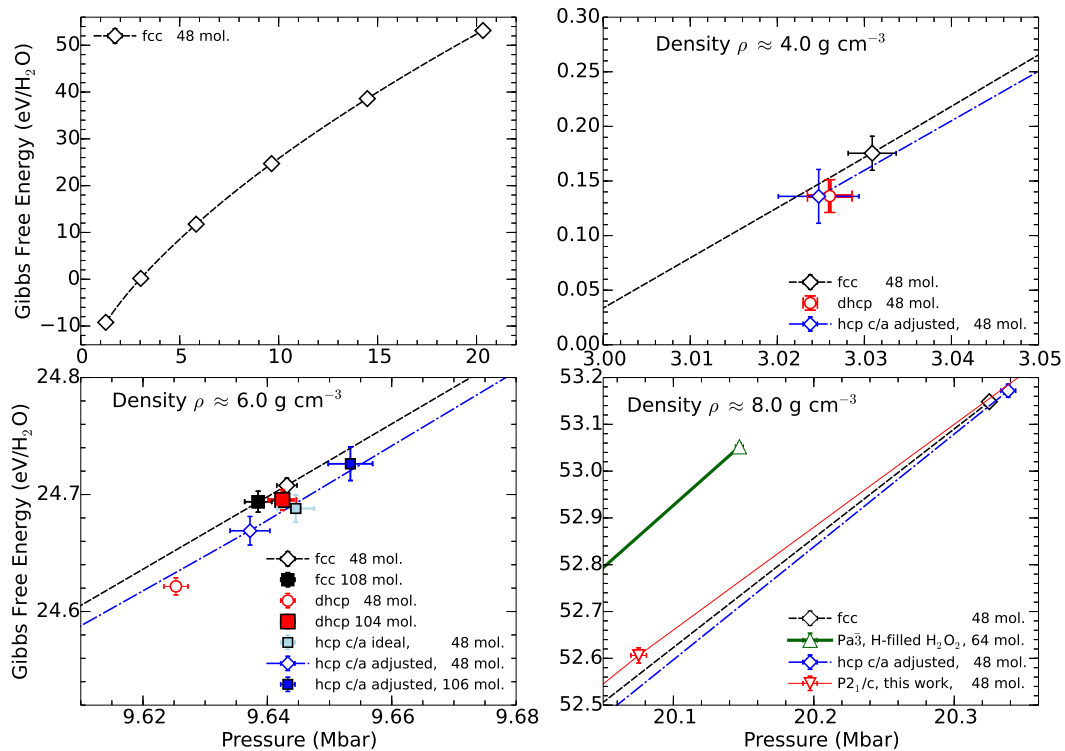 Gibbs Free Energy (eV/H₂O)
fcc 48 mol.
50
40
30
20
10
0
−10
0 5 10 15 20
Density ρ ≈ 4.0 g cm⁻³
0.30
0.25
0.20
0.15
0.10
0.05
0.00
fcc 48 mol.
dhcp 48 mol.
hcp c/a adjusted, 48 mol.
3.00 3.01 3.02 3.03 3.04 3.05
Gibbs Free Energy (eV/H₂O)
Density ρ ≈ 6.0 g cm⁻³
24.8
24.7
24.6
fcc 48 mol.
fcc 108 mol.
dhcp 48 mol.
dhcp 104 mol.
hcp c/a ideal, 48 mol.
hcp c/a adjusted, 48 mol.
hcp c/a adjusted, 106 mol.
9.62 9.64 9.66 9.68
Pressure (Mbar)
Density ρ ≈ 8.0 g cm⁻³
53.2
53.1
53.0
52.9
52.8
52.7
52.6
52.5
fcc 48 mol.
Pa3̄, H-filled H₂O₂, 64 mol.
hcp c/a adjusted, 48 mol.
P2₁/c, this work, 48 mol.
20.1 20.2 20.3
Pressure (Mbar)